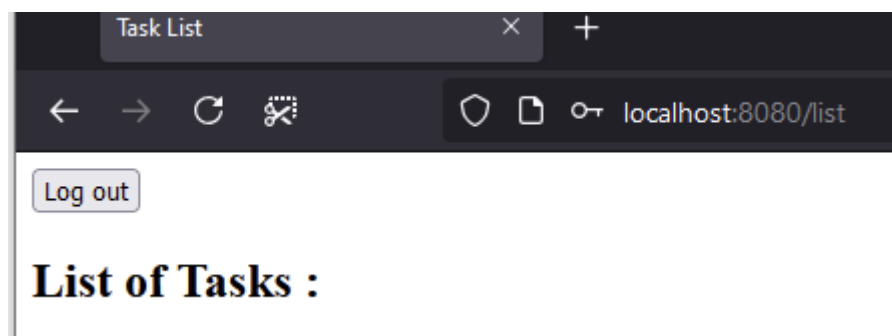 Task List
localhost:8080/list
Log out
List of Tasks :